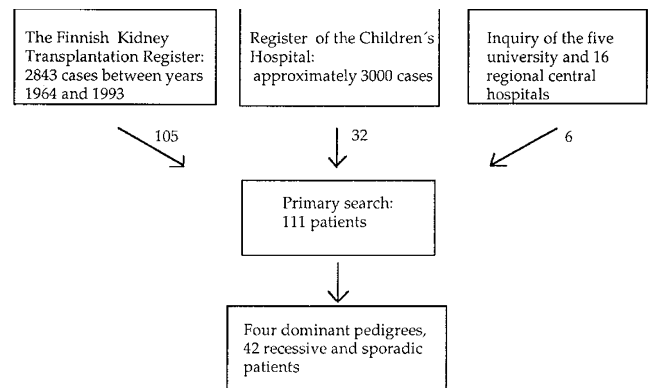 The Finnish Kidney
Transplantation Register:
2843 cases between years
1964 and 1993
Register of the Children´s
Hospital:
approximately 3000 cases
Inquiry of the five
university and 16
regional central
hospitals
105
32
6
Primary search:
111 patients
Four dominant pedigrees,
42 recessive and sporadic
patients